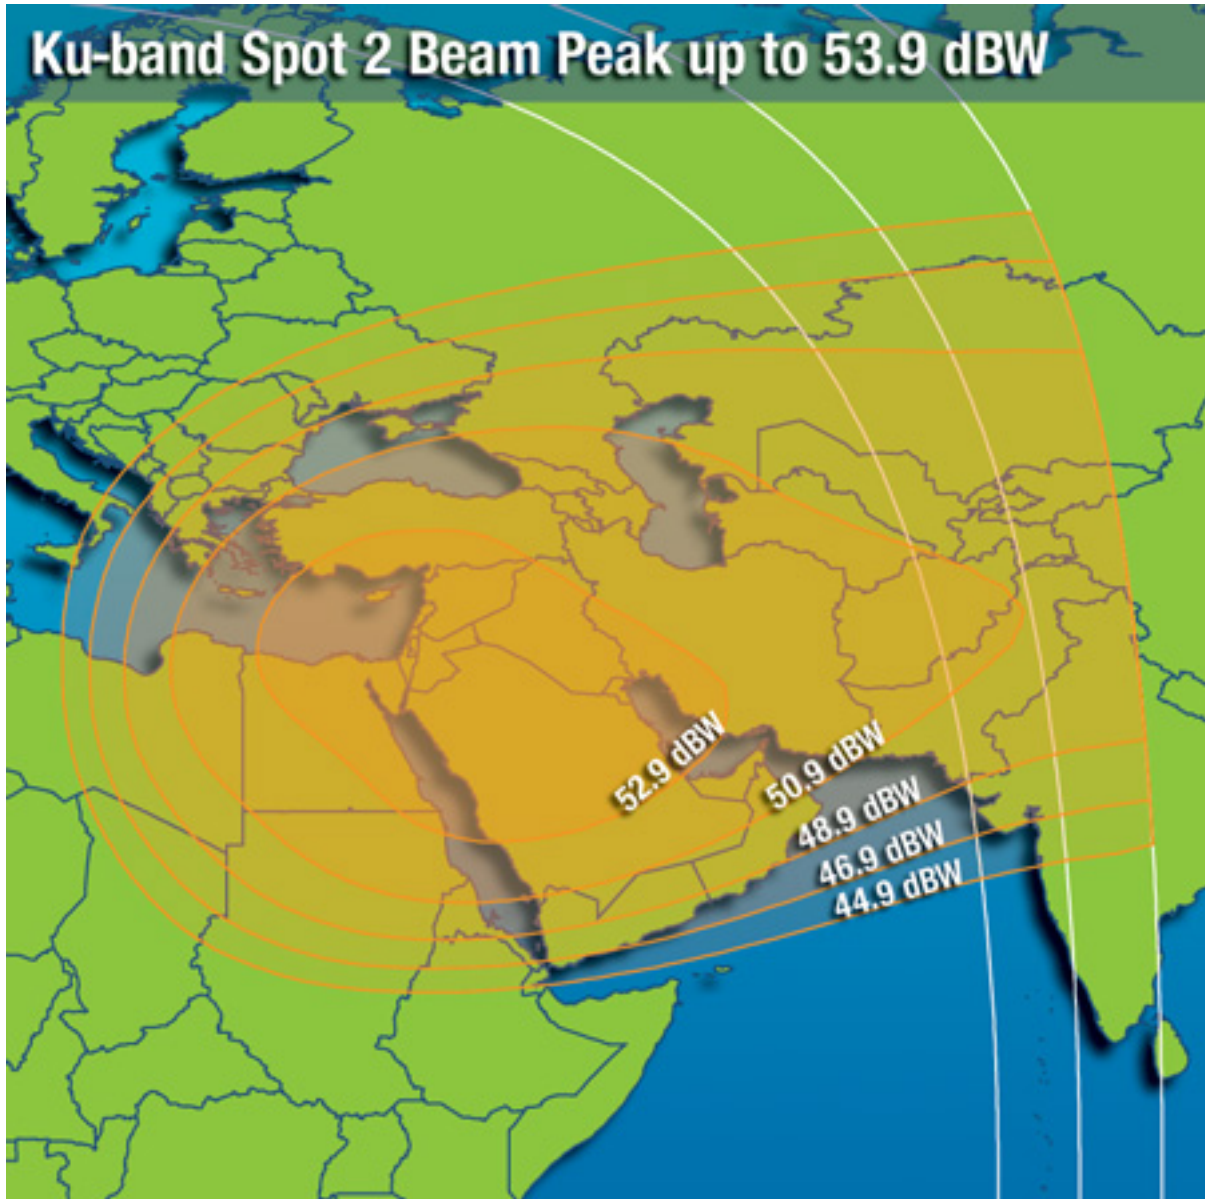 Ku-band Spot 2 Beam Peak up to 53.9 dBW
52.9 dBW
50.9 dBW
48.9 dBW
46.9 dBW
44.9 dBW